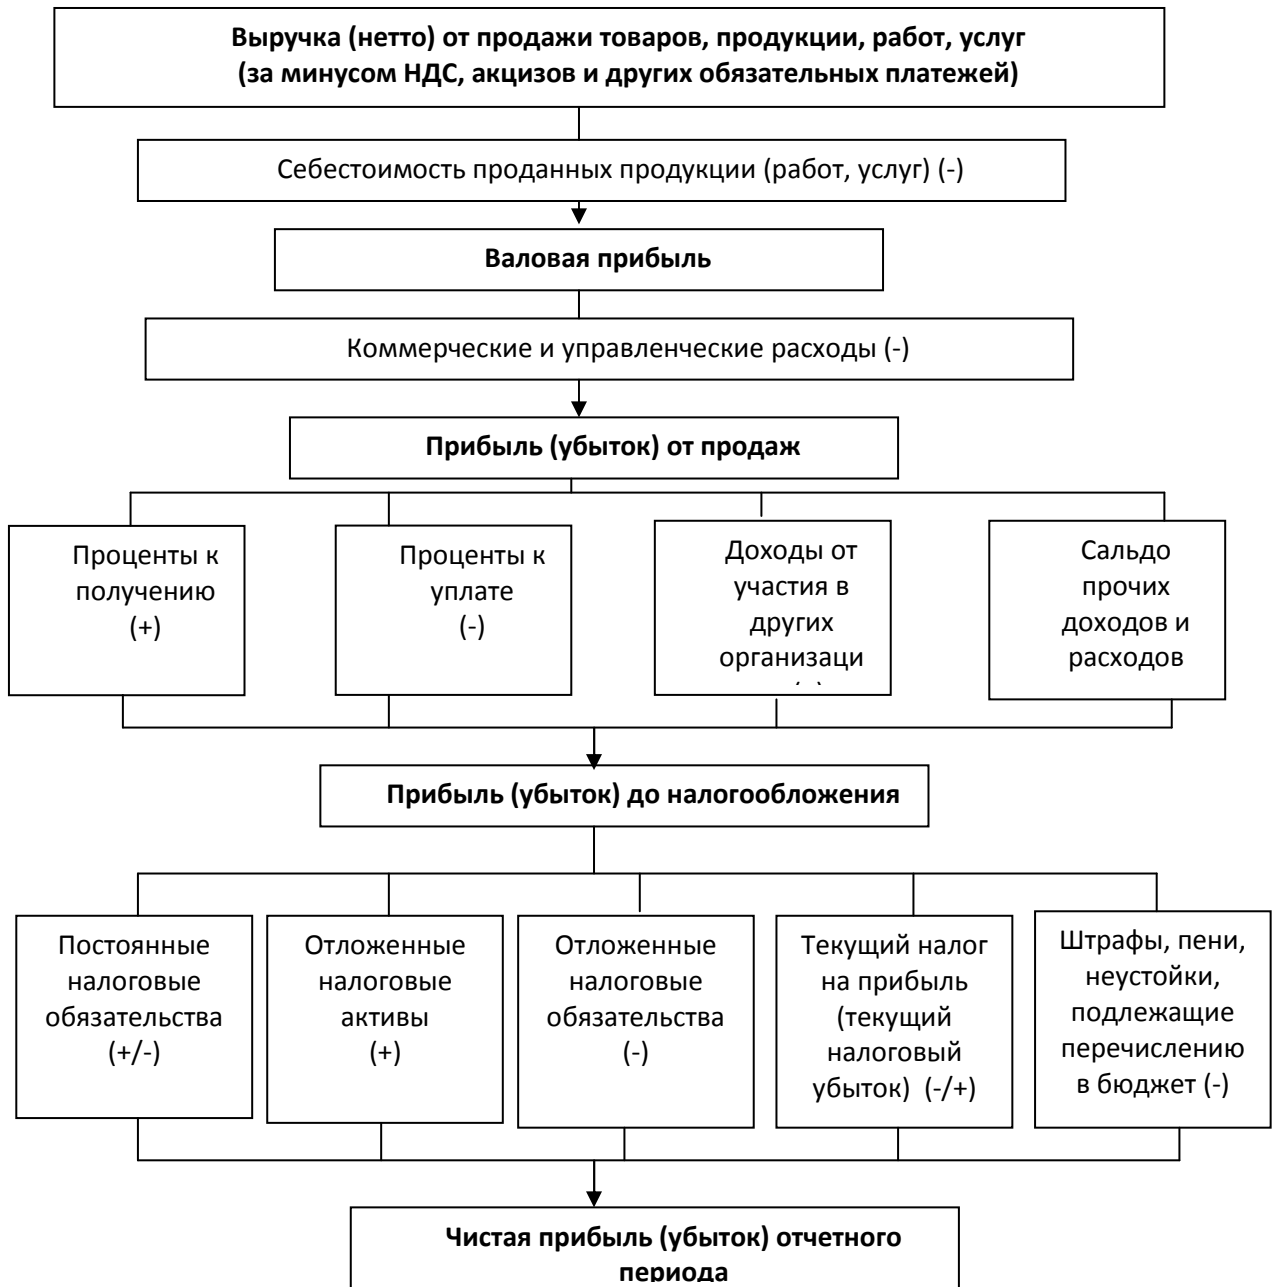 Выручка (нетто) от продажи товаров, продукции, работ, услуг
(за минусом НДС, акцизов и других обязательных платежей)
Себестоимость проданных продукции (работ, услуг) (-)
Валовая прибыль
Коммерческие и управленческие расходы (-)
Прибыль (убыток) от продаж
Проценты к
получению
(+)
Проценты к
уплате
(-)
Доходы от
участия в
других
организаци
Сальдо
прочих
доходов и
расходов
Прибыль (убыток) до налогообложения
Постоянные
налоговые
обязательства
(+/-)
Отложенные
налоговые
активы
(+)
Отложенные
налоговые
обязательства
(-)
Текущий налог
на прибыль
(текущий
налоговый
убыток) (-/+)
Штрафы, пени,
неустойки,
подлежащие
перечислению
в бюджет (-)
Чистая прибыль (убыток) отчетного
периода